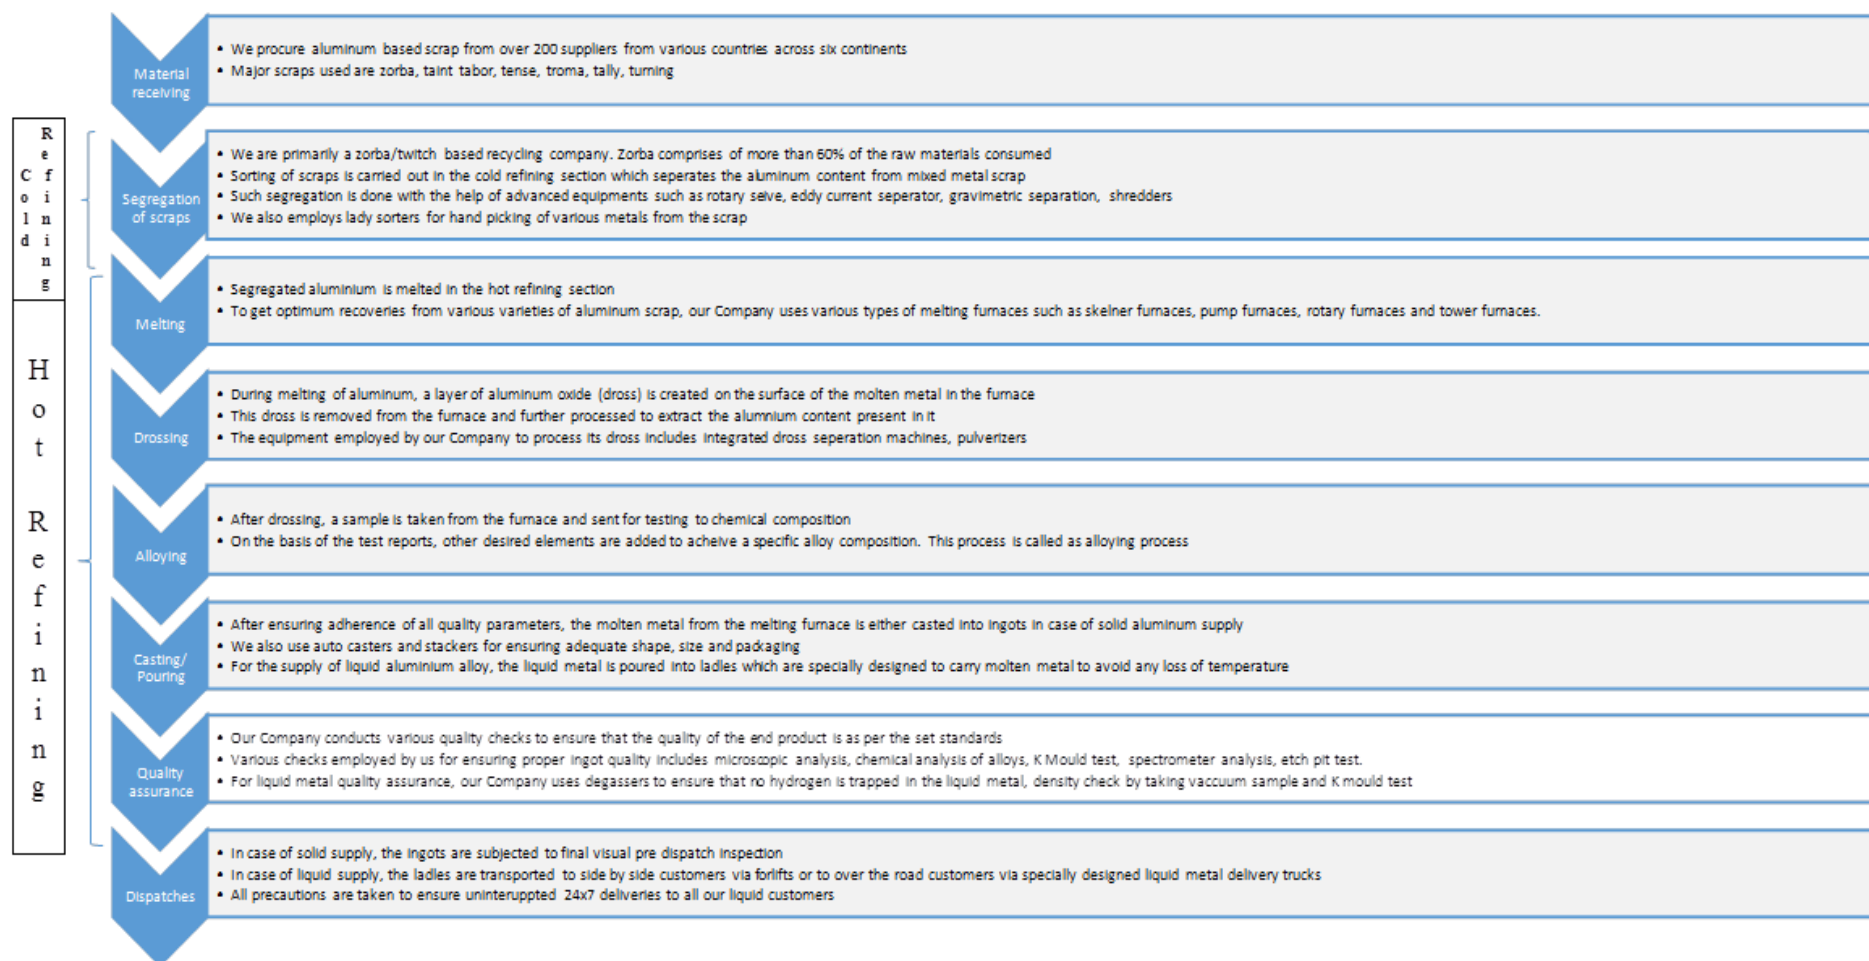 Material
receiving
• We procure aluminum based scrap from over 200 suppliers from various countries across six continents
• Major scraps used are zorba, taint tabor, tense, troma, tally, turning
Cold
Refining
Segregation
of scraps
• We are primarily a zorba/twitch based recycling company. Zorba comprises of more than 60% of the raw materials consumed
• Sorting of scraps is carried out in the cold refining section which seperates the aluminum content from mixed metal scrap
• Such segregation is done with the help of advanced equipments such as rotary seive, eddy current seperator, gravimetric separation, shredders
• We also employs lady sorters for hand picking of various metals from the scrap
Hot Refining
Melting
• Segregated aluminium is melted in the hot refining section
• To get optimum recoveries from various varieties of aluminum scrap, our Company uses various types of melting furnaces such as skelner furnaces, pump furnaces, rotary furnaces and tower furnaces.
Drossing
• During melting of aluminum, a layer of aluminum oxide (dross) is created on the surface of the molten metal in the furnace
• This dross is removed from the furnace and further processed to extract the alumnium content present in it
• The equipment employed by our Company to process its dross includes integrated dross seperation machines, pulverizers
Alloying
• After drossing, a sample is taken from the furnace and sent for testing to chemical composition
• On the basis of the test reports, other desired elements are added to acheive a specific alloy composition. This process is called as alloying process
Casting/
Pouring
• After ensuring adherence of all quality parameters, the molten metal from the melting furnace is either casted into ingots in case of solid aluminum supply
• We also use auto casters and stackers for ensuring adequate shape, size and packaging
• For the supply of liquid aluminium alloy, the liquid metal is poured into ladles which are specially designed to carry molten metal to avoid any loss of temperature
Quality
assurance
• Our Company conducts various quality checks to ensure that the quality of the end product is as per the set standards
• Various checks employed by us for ensuring proper ingot quality includes microscopic analysis, chemical analysis of alloys, K Mould test, spectrometer analysis, etch pit test.
• For liquid metal quality assurance, our Company uses degassers to ensure that no hydrogen is trapped in the liquid metal, density check by taking vaccuum sample and K mould test
Dispatches
• In case of solid supply, the ingots are subjected to final visual pre dispatch inspection
• In case of liquid supply, the ladles are transported to side by side customers via forlifts or to over the road customers via specially designed liquid metal delivery trucks
• All precautions are taken to ensure uninteruppted 24x7 deliveries to all our liquid customers